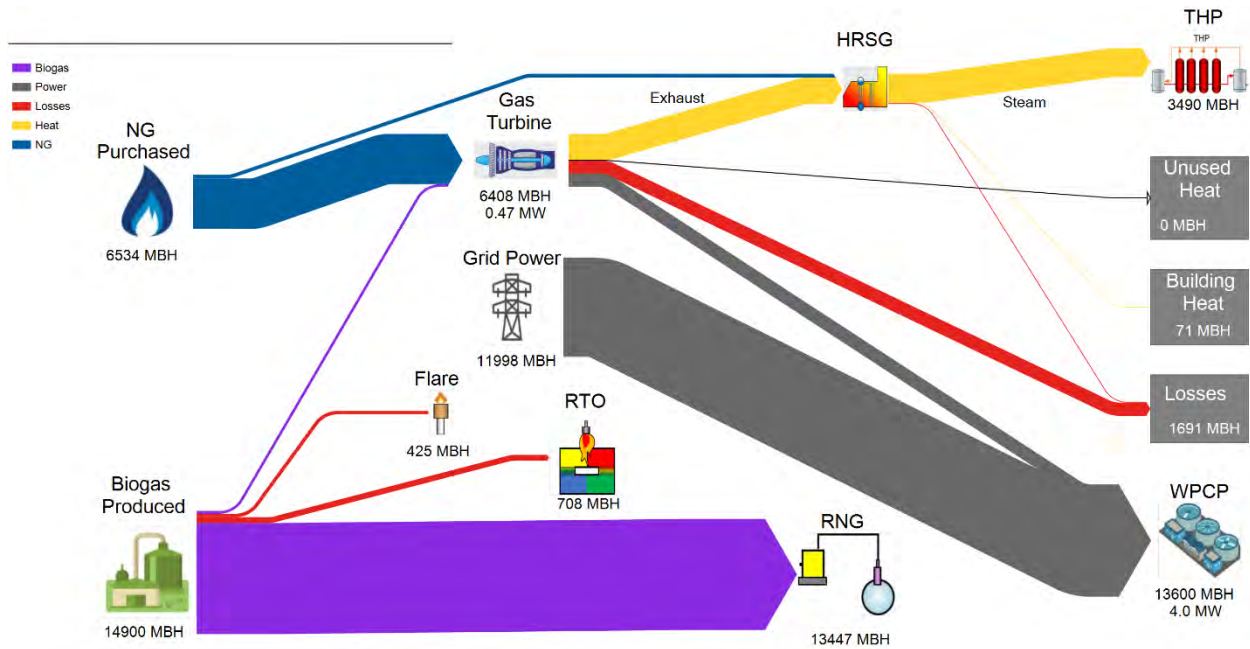 THP
THP
3490 MBH
HRSG
Biogas
Power
Losses
Heat
NG
NG
Purchased
6534 MBH
Gas
Turbine
6408 MBH
0.47 MW
Exhaust
Steam
Unused
Heat
0 MBH
Grid Power
11998 MBH
Building
Heat
71 MBH
Flare
425 MBH
RTO
708 MBH
Losses
1691 MBH
Biogas
Produced
14900 MBH
RNG
13447 MBH
WPCP
13600 MBH
4.0 MW